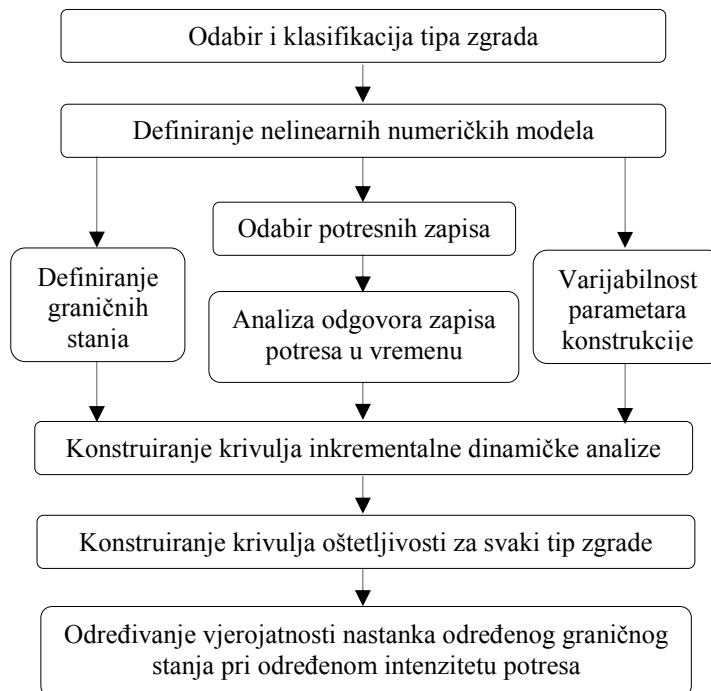 Odabir i klasifikacija tipa zgrada
Definiranje nelinearnih numeričkih modela
Odabir potresnih zapisa
Definiranje
graničnih
stanja
Analiza odgovora zapisa
potresa u vremenu
Varijabilnost
parametara
konstrukcije
Konstruiranje krivulja inkrementalne dinamičke analize
Konstruiranje krivulja oštetljivosti za svaki tip zgrade
Određivanje vjerojatnosti nastanka određenog graničnog
stanja pri određenom intenzitetu potresa